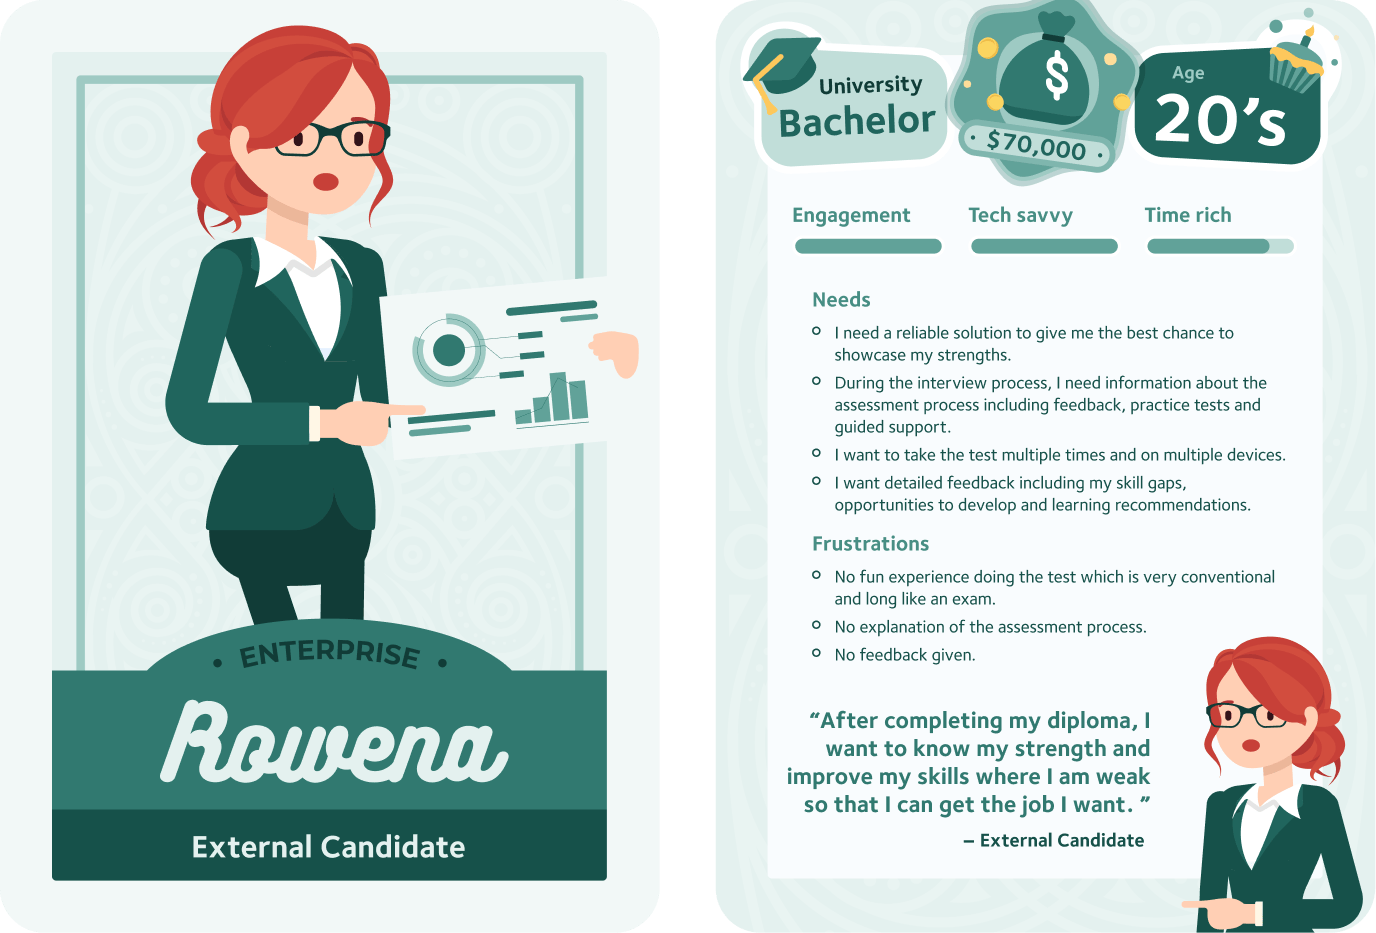 • ENTERPRISE •
Rowena
External Candidate
University
Bachelor
$
• $70,000 •
Age
20’s
Engagement
Tech savvy
Time rich
Needs
I need a reliable solution to give me the best chance to
showcase my strengths.
During the interview process, I need information about the
assessment process including feedback, practice tests and
guided support.
I want to take the test multiple times and on multiple devices.
I want detailed feedback including my skill gaps,
opportunities to develop and learning recommendations.
Frustrations
No fun experience doing the test which is very conventional
and long like an exam.
No explanation of the assessment process.
No feedback given.
“After completing my diploma, I
want to know my strength and
improve my skills where I am weak
so that I can get the job I want. ”
– External Candidate